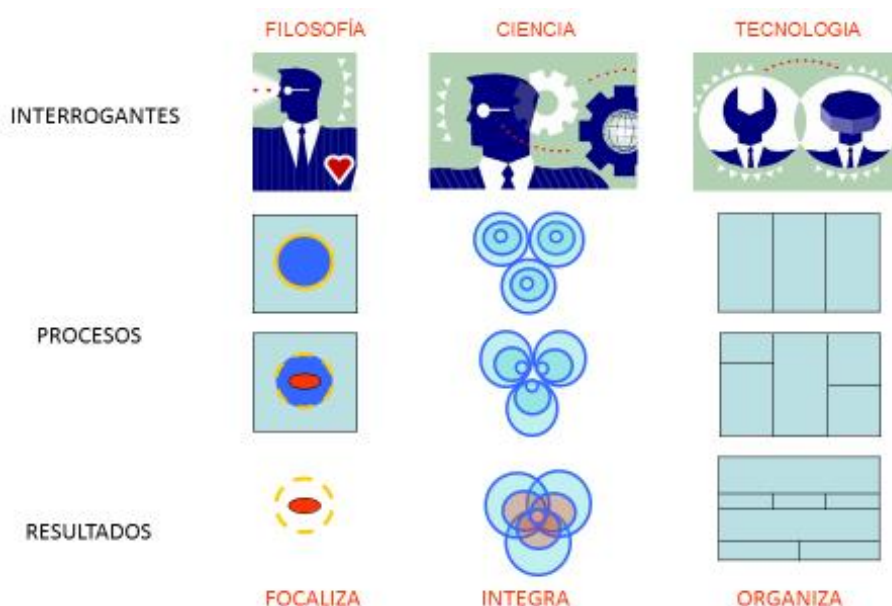 FILOSOFÍA CIENCIA TECNOLOGIA
INTERROGANTES
PROCESOS
RESULTADOS
FOCALIZA INTEGRA ORGANIZA